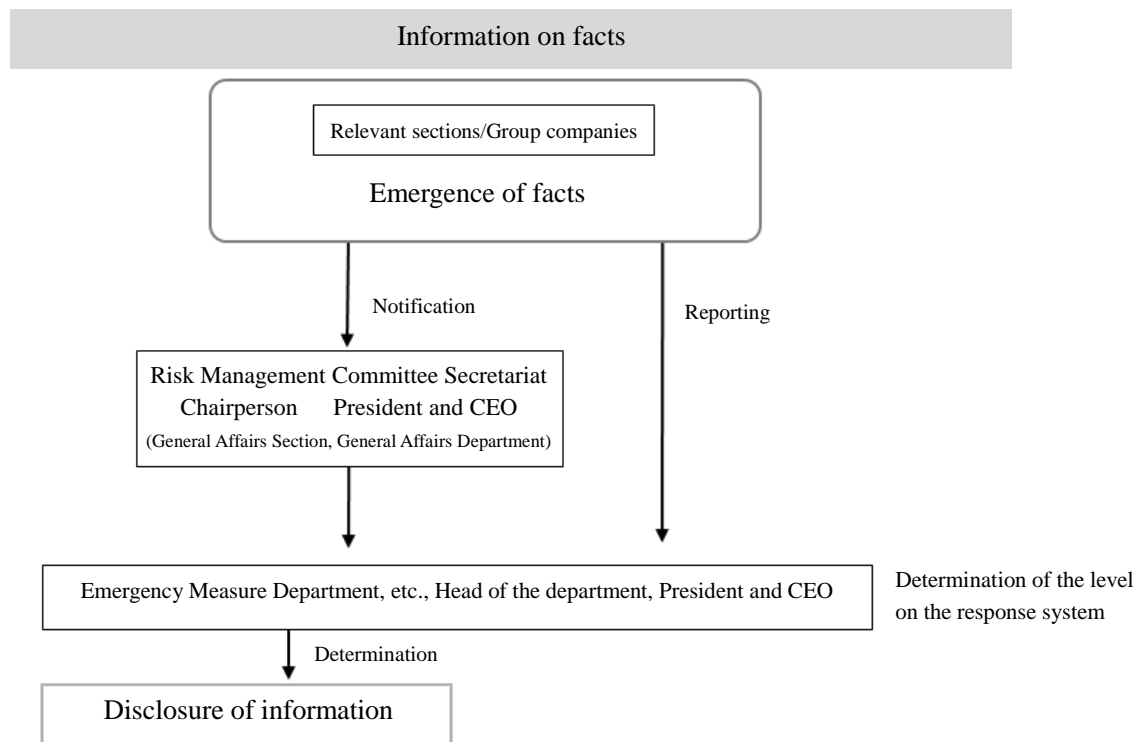 Information on facts
Relevant sections/Group companies
Emergence of facts
Notification
Reporting
Risk Management Committee Secretariat
Chairperson President and CEO
(General Affairs Section, General Affairs Department)
Emergency Measure Department, etc., Head of the department, President and CEO
Determination of the level
on the response system
Determination
Disclosure of information